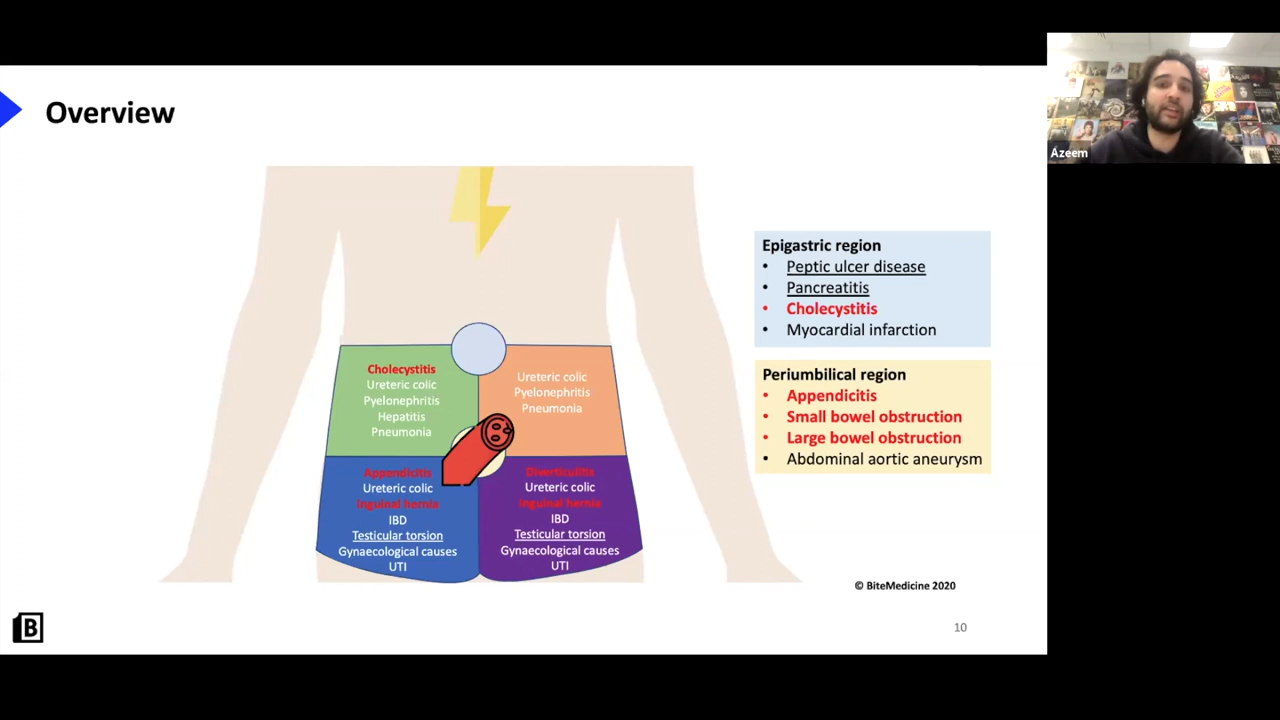 Overview
Azeem
Epigastric region
• Peptic ulcer disease
• Pancreatitis
• Cholecystitis
• Myocardial infarction
Periumbilical region
• Appendicitis
• Small bowel obstruction
• Large bowel obstruction
• Abdominal aortic aneurysm
Cholecystitis
Ureteric colic
Pyelonephritis
Hepatitis
Pneumonia
Ureteric colic
Pyelonephritis
Pneumonia
Appendicitis
Ureteric colic
Inguinal hernia
IBD
Testicular torsion
Gynaecological causes
UTI
Diverticulitis
Ureteric colic
Inguinal hernia
IBD
Testicular torsion
Gynaecological causes
UTI
© BiteMedicine 2020
B
10